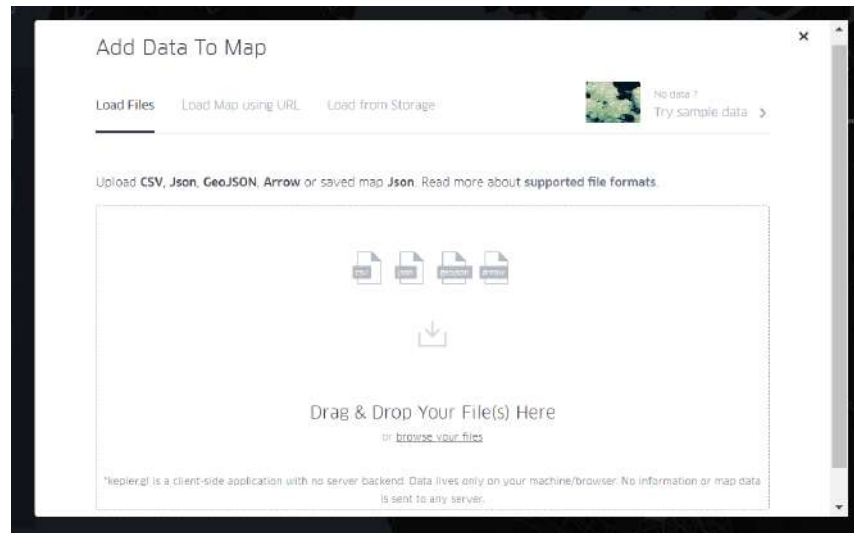 Add Data To Map
Load Files
Load Map using URL
Load from Storage
No data ?
Try sample data
Upload CSV, Json, GeoJSON, Arrow or saved map Json. Read more about supported file formats.
csv
json
geojson
arrow
Drag & Drop Your File(s) Here
or browse your files
*kepler.gl is a client-side application with no server backend. Data lives only on your machine/browser. No information or map data
is sent to any server.